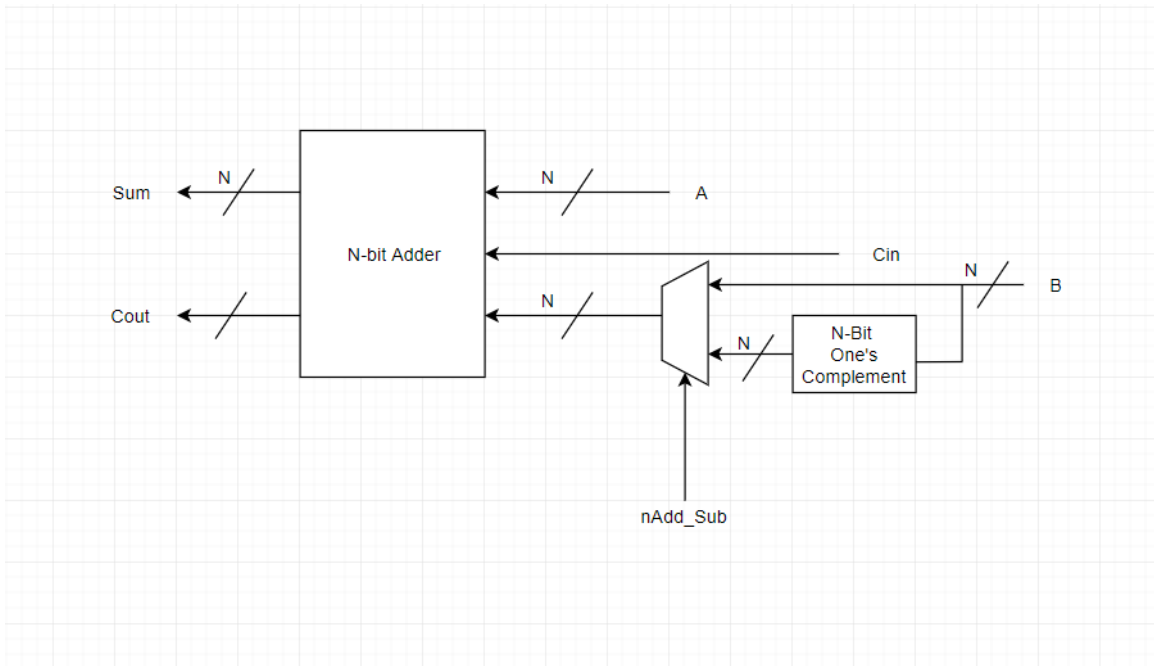 N
N
Sum
A
N-bit Adder
Cin
N
B
N
Cout
N
N-Bit
One's
Complement
nAdd_Sub